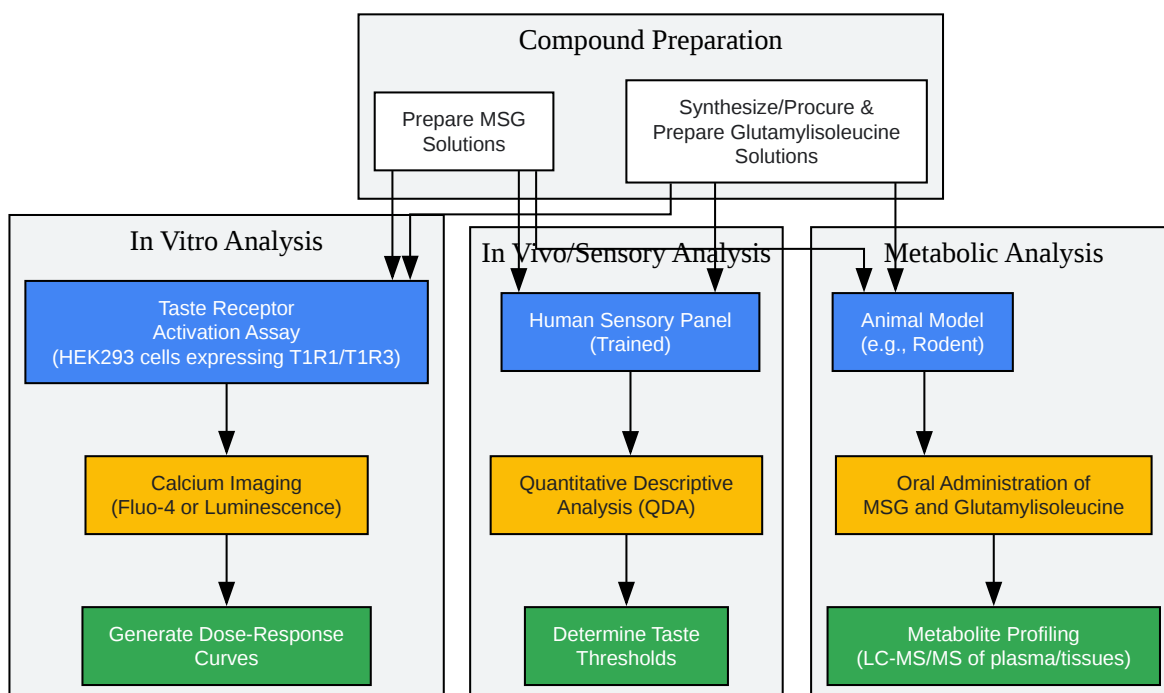 Compound Preparation
Prepare MSG
Solutions
Synthesize/Procure &
Prepare Glutamylisoleucine
Solutions
In Vitro Analysis
Taste Receptor
Activation Assay
(HEK293 cells expressing T1R1/T1R3)
Calcium Imaging
(Fluo-4 or Luminescence)
Generate Dose-Response
Curves
In Vivo/Sensory Analysis
Human Sensory Panel
(Trained)
Quantitative Descriptive
Analysis (QDA)
Determine Taste
Thresholds
Metabolic Analysis
Animal Model
(e.g., Rodent)
Oral Administration of
MSG and Glutamylisoleucine
Metabolite Profiling
(LC-MS/MS of plasma/tissues)